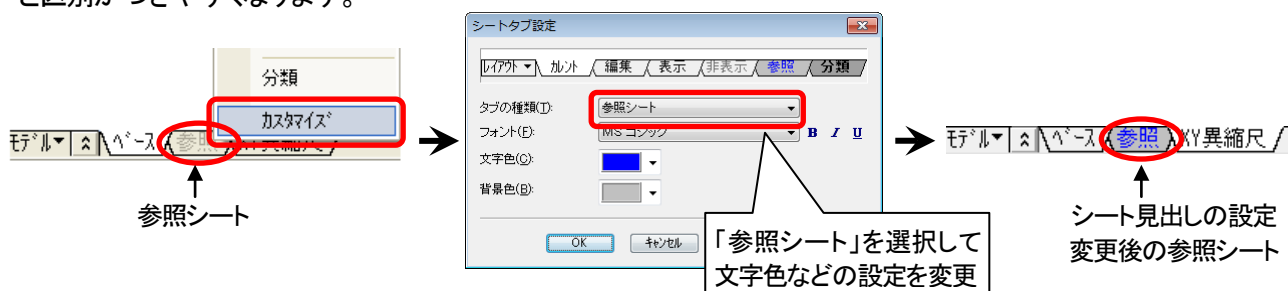 と区別がつきやすくなります。
分類
ｶｽﾀﾏｲｽﾞ
ﾓﾃﾞﾙ
ﾍﾞｰｽ
参照
XY異縮尺
参照シート
シートタブ設定
ﾚｲｱｳﾄ
ｶﾚﾝﾄ
編集
表示
非表示
参照
分類
タブの種類(T):
参照シート
フォント(F):
MS ゴシック
B I U
文字色(C):
背景色(B):
OK
ｷｬﾝｾﾙ
「参照シート」を選択して
文字色などの設定を変更
ﾓﾃﾞﾙ
ﾍﾞｰｽ
参照
XY異縮尺
シート見出しの設定
変更後の参照シート